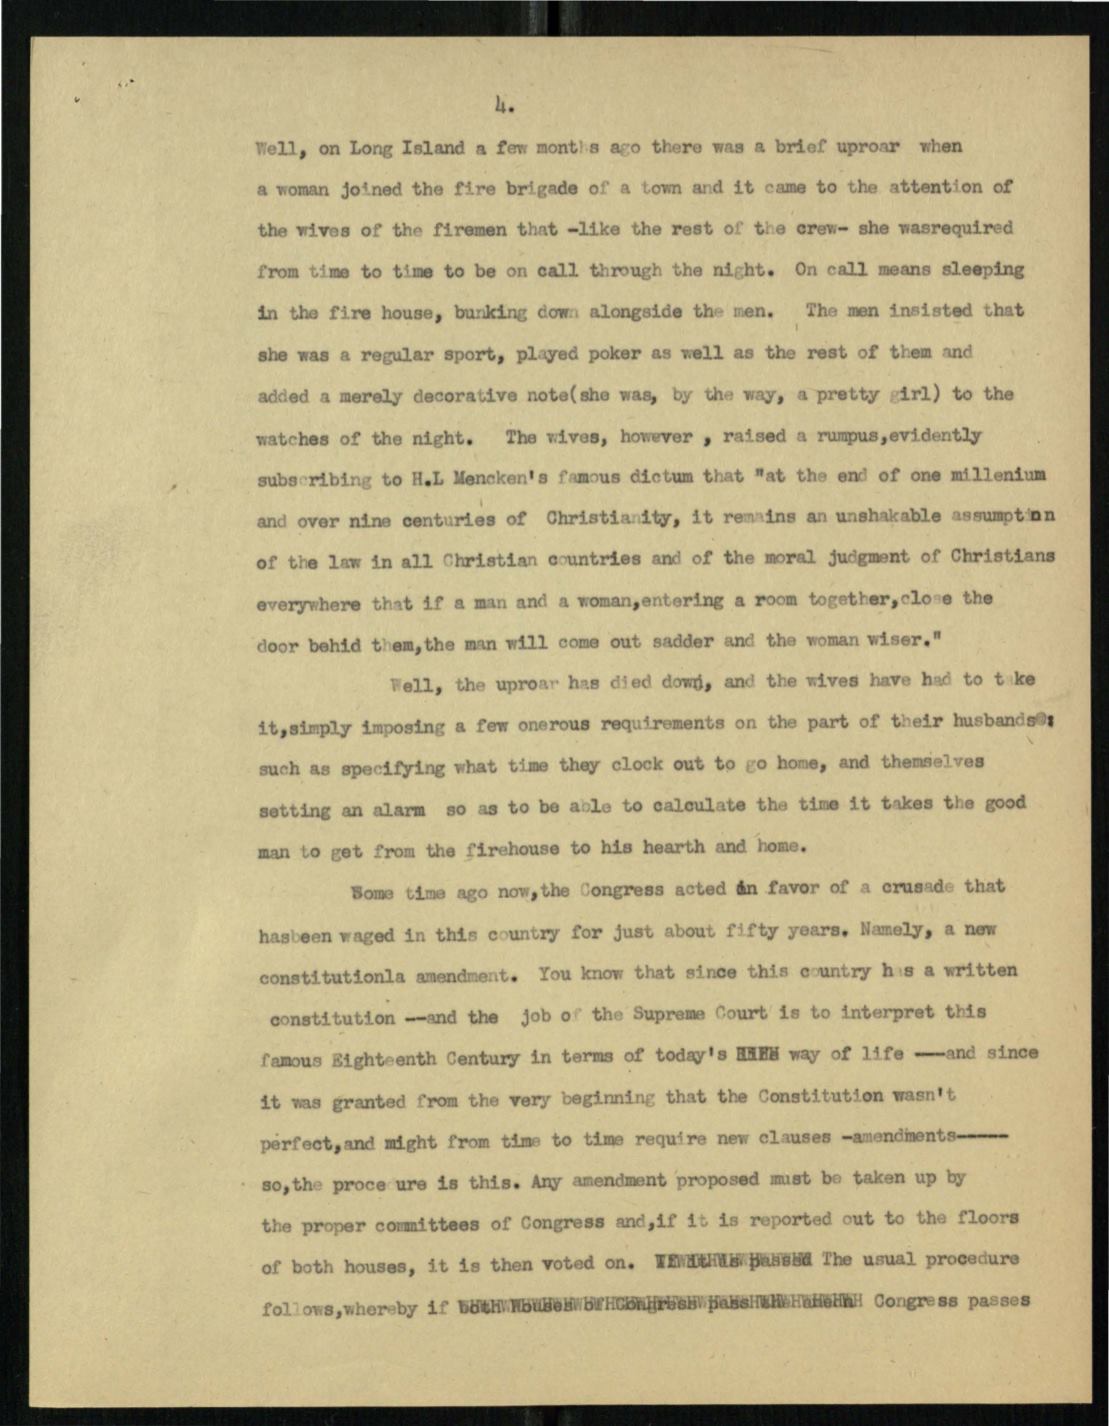 4.
Well, on Long Island a few months ago there was a brief uproar when
a woman joined the fire brigade of a town and it came to the attention of
the wives of the firemen that -like the rest of the crew- she wasrequired
from time to time to be on call through the night. On call means sleeping
in the fire house, bunking down alongside the men. The men insisted that
she was a regular sport, played poker as well as the rest of them and
added a merely decorative note(she was, by the way, a pretty girl) to the
watches of the night. The wives, however , raised a rumpus,evidently
subscribing to H.L Mencken's famous dictum that "at the end of one millenium
and over nine centuries of Christianity, it remains an unshakable assumption
of the law in all Christian countries and of the moral judgment of Christians
everywhere that if a man and a woman,entering a room together,close the
door behid them,the man will come out sadder and the woman wiser."
Well, the uproar has died down, and the wives have had to take
it,simply imposing a few onerous requirements on the part of their husbands:
such as specifying what time they clock out to go home, and themselves
setting an alarm so as to be able to calculate the time it takes the good
man to get from the firehouse to his hearth and home.
Some time ago now,the Congress acted in favor of a crusade that
hasbeen waged in this country for just about fifty years. Namely, a new
constitutionla amendment. You know that since this country has a written
constitution --and the job of the Supreme Court is to interpret this
famous Eighteenth Century in terms of today's way of life ---and since
it was granted from the very beginning that the Constitution wasn't
perfect,and might from time to time require new clauses -amendments-----
so,the proce ure is this. Any amendment proposed must be taken up by
the proper committees of Congress and,if it is reported out to the floors
of both houses, it is then voted on. If it is passed The usual procedure
follows,whereby if both Houses of Congress pass the Congress passes